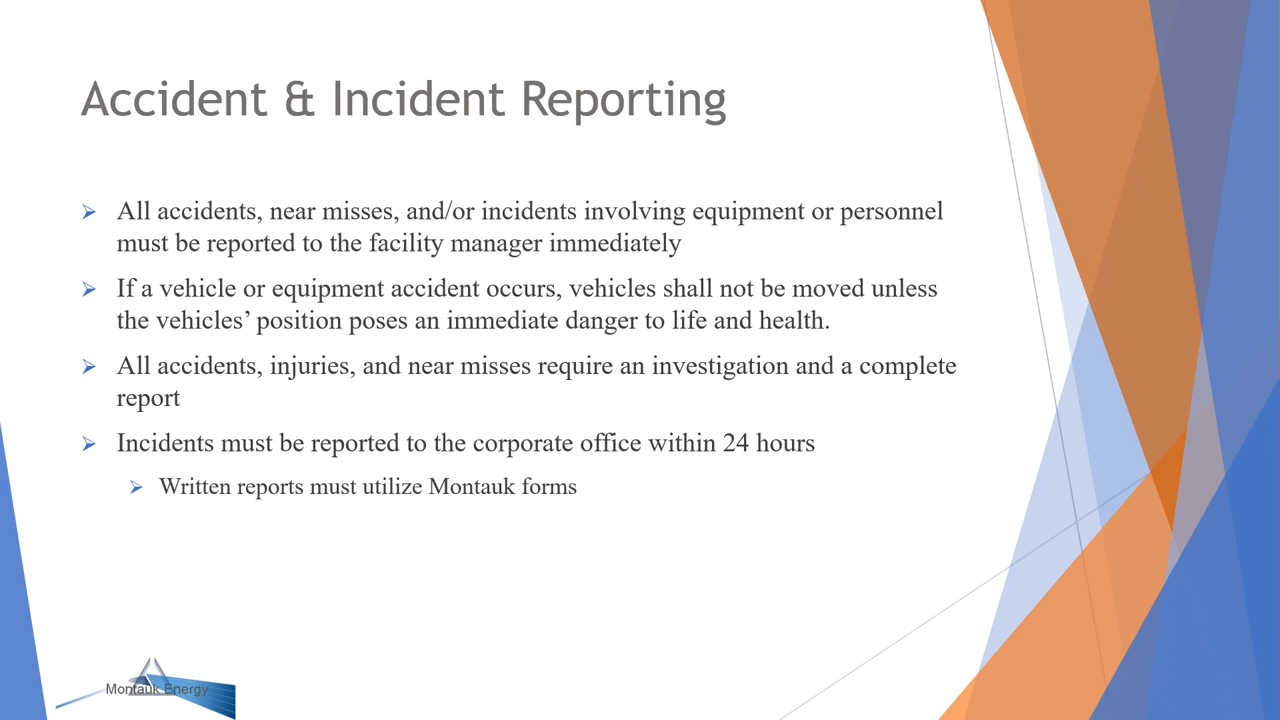 Accident & Incident Reporting
All accidents, near misses, and/or incidents involving equipment or personnel
must be reported to the facility manager immediately
If a vehicle or equipment accident occurs, vehicles shall not be moved unless
the vehicles’ position poses an immediate danger to life and health.
All accidents, injuries, and near misses require an investigation and a complete
report
Incidents must be reported to the corporate office within 24 hours
Written reports must utilize Montauk forms
Montauk Energy